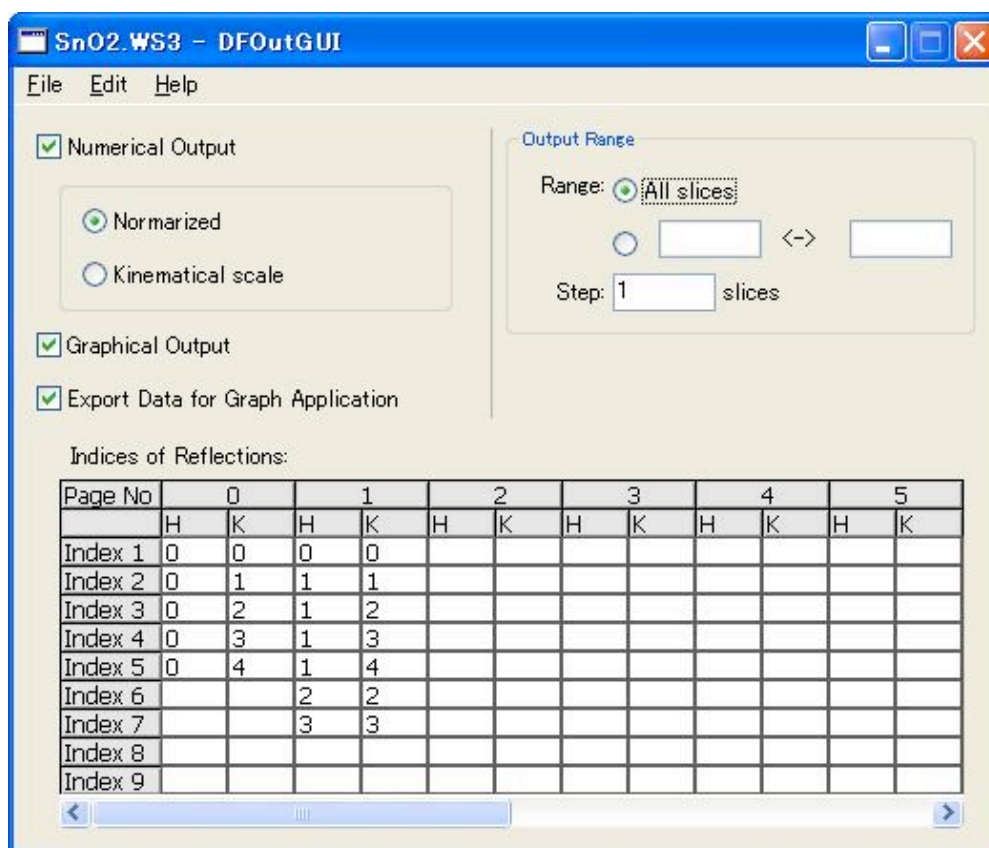 SnO2.WS3 - DFOutGUI
File Edit Help
Numerical Output
Normarized
Kinematical scale
Graphical Output
Export Data for Graph Application
Output Range
Range: All slices
<->
Step: 1 slices
Indices of Reflections:
Page No 0 1 2 3 4 5
H K H K H K H K H K H K
Index 1 0 0 0 0
Index 2 0 1 1 1
Index 3 0 2 1 2
Index 4 0 3 1 3
Index 5 0 4 1 4
Index 6 2 2
Index 7 3 3
Index 8
Index 9